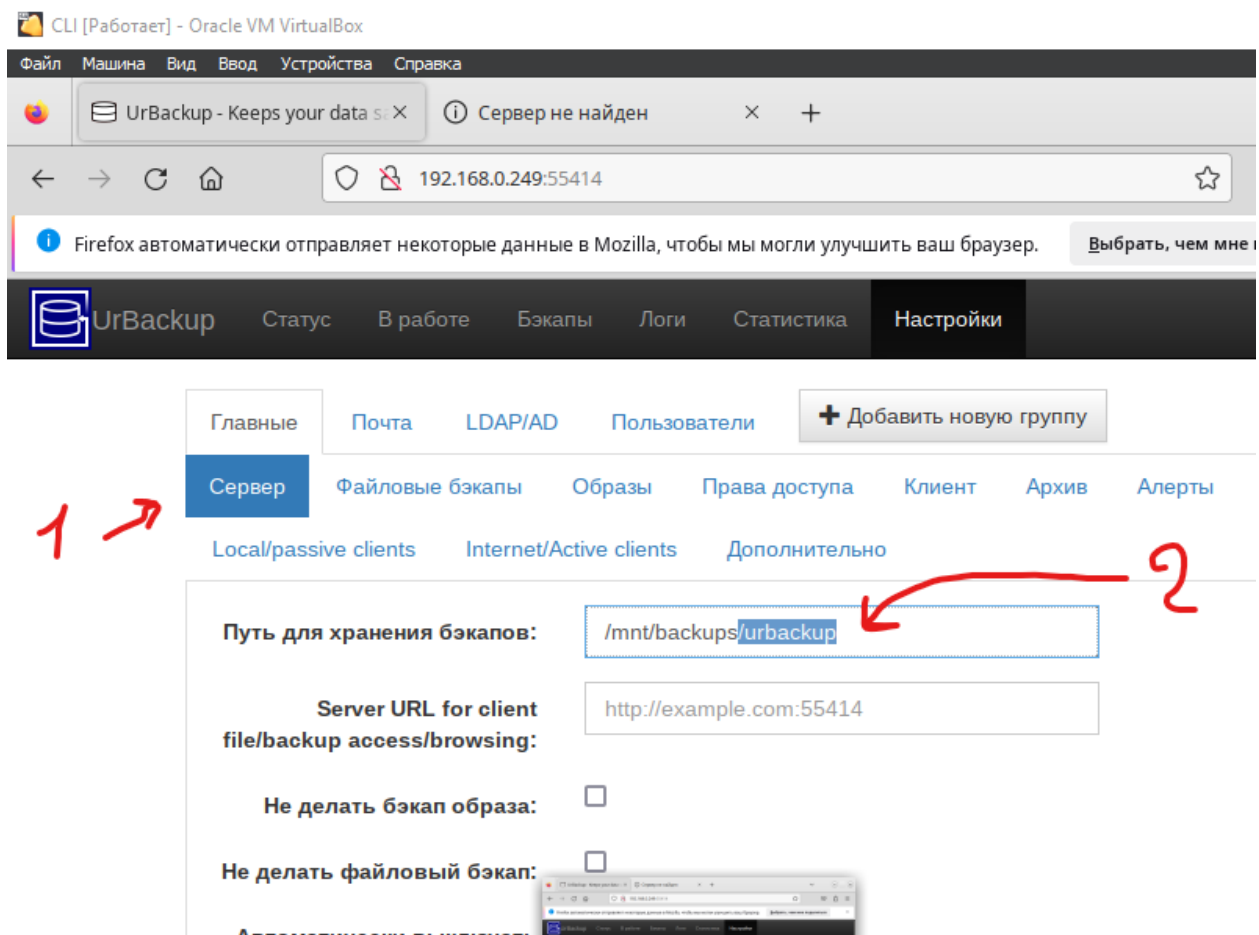 CLI [Работает] - Oracle VM VirtualBox
Файл Машина Вид Ввод Устройства Справка
UrBackup - Keeps your data sa Сервер не найден
192.168.0.249:55414
Firefox автоматически отправляет некоторые данные в Mozilla, чтобы мы могли улучшить ваш браузер. Выбрать, чем мне
UrBackup Статус В работе Бэкапы Логи Статистика Настройки
Главные Почта LDAP/AD Пользователи + Добавить новую группу
Сервер Файловые бэкапы Образы Права доступа Клиент Архив Алерты
1
Local/passive clients Internet/Active clients Дополнительно
2
Путь для хранения бэкапов: /mnt/backups/urbackup
Server URL for client http://example.com:55414
file/backup access/browsing:
Не делать бэкап образа:
Не делать файловый бэкап: